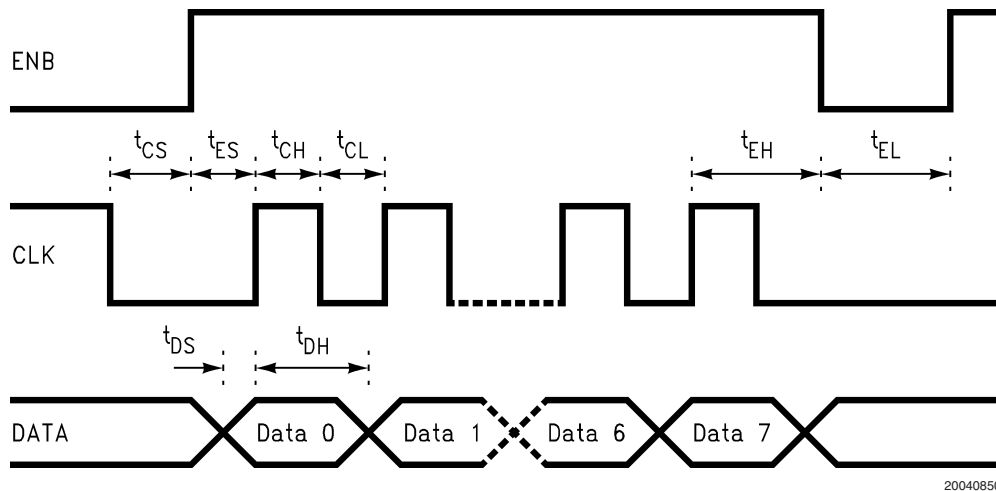 ENB
tCS tES tCH tCL tEH tEL
CLK
tDS tDH
DATA Data 0 Data 1 Data 6 Data 7
20040850